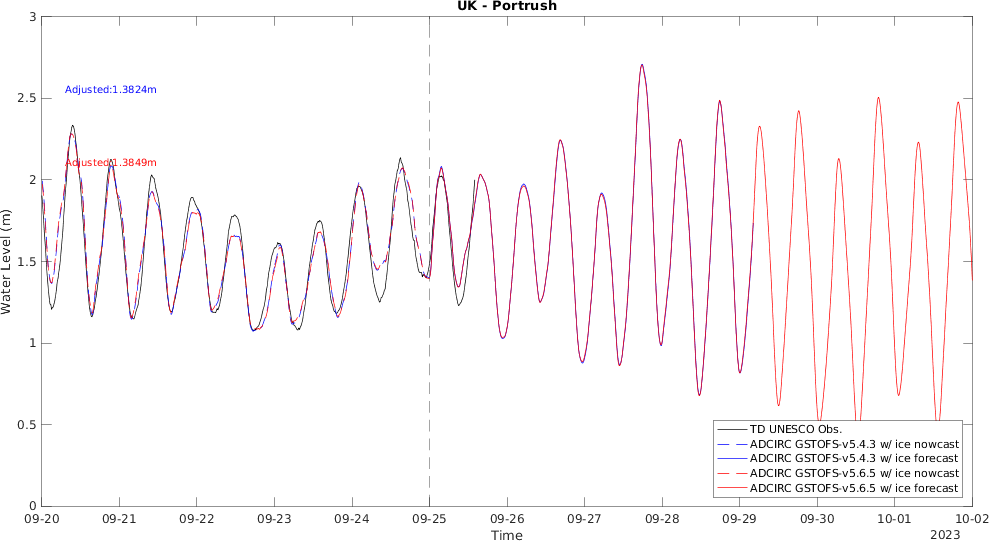 UK - Portrush
3
2.5
2
1.5
1
0.5
0
Water Level (m)
Adjusted:1.3824m
Adjusted:1.3849m
TD UNESCO Obs.
ADCIRC GSTOFS-v5.4.3 w/ ice nowcast
ADCIRC GSTOFS-v5.4.3 w/ ice forecast
ADCIRC GSTOFS-v5.6.5 w/ ice nowcast
ADCIRC GSTOFS-v5.6.5 w/ ice forecast
09-20 09-21 09-22 09-23 09-24 09-25 09-26 09-27 09-28 09-29 09-30 10-01 10-02
Time
2023